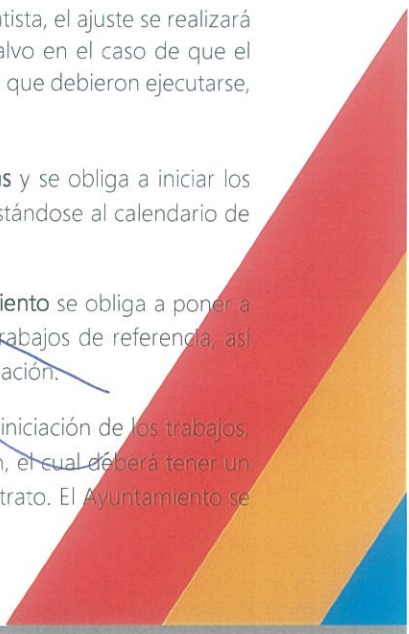 tista, el ajuste se realizará
alvo en el caso de que el
que debieron ejecutarse,
as y se obliga a iniciar los
stándose al calendario de
iento se obliga a poner a
rabajos de referencia, así
ación.
iniciación de los trabajos,
n, el cual deberá tener un
trato. El Ayuntamiento se